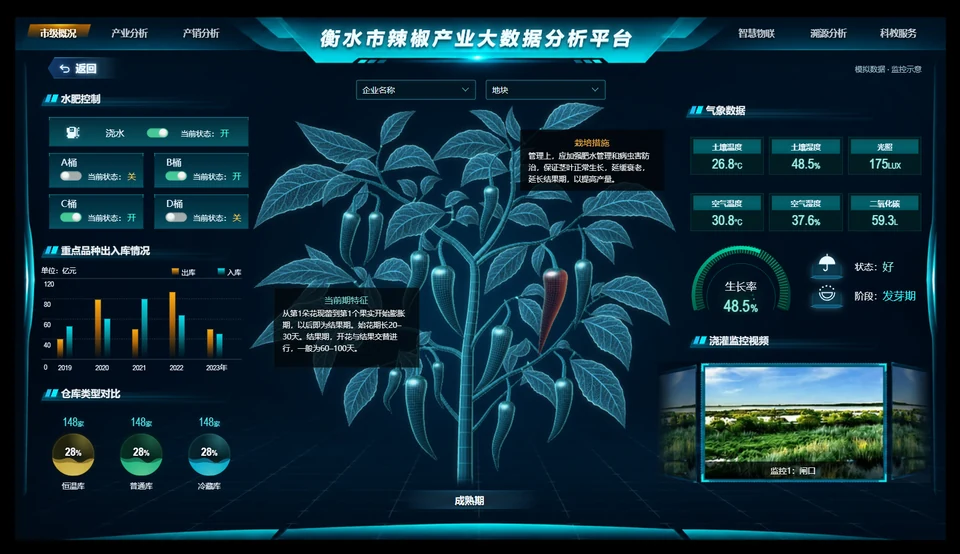 市级概况
产业分析
产销分析
衡水市辣椒产业大数据分析平台
智慧物联
溯源分析
科教服务
返回
模拟数据·监控示意
水肥控制
浇水
当前状态：开
A桶
当前状态：关
B桶
当前状态：开
C桶
当前状态：开
D桶
当前状态：关
重点品种出入库情况
单位：亿元
出库
入库
120
80
60
40
0
2019
2020
2021
2022
2023年
仓库类型对比
148家
148家
148家
28%
28%
28%
恒温库
普通库
冷藏库
企业名称
地块
栽培措施
管理上，应加强肥水管理和病虫害防
治，保证茎叶正常生长，延缓衰老，
延长结果期，以提高产量。
当前期特征
从第1朵花现蕾到第1个果实开始膨胀
期，以后即为结果期。始花期长20–
30天。结果期，开花与结果交替进
行，一般为60–100天。
成熟期
气象数据
土壤温度
26.8℃
土壤湿度
48.5%
光照
175LUX
空气温度
30.8℃
空气湿度
37.6%
二氧化碳
59.3L
生长率
48.5%
状态：好
阶段：发芽期
浇灌监控视频
监控1：闸口